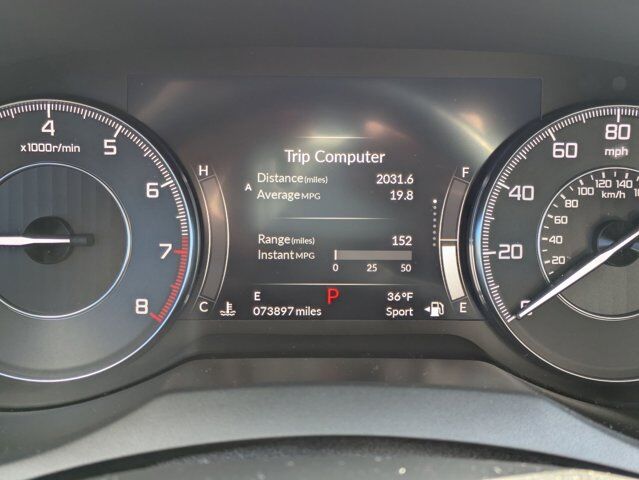 4
5
6
7
8
x1000r/min
H
C
Trip Computer
A
Distance(miles) 2031.6
Average MPG 19.8
Range(miles) 152
Instant MPG
0 25 50
E P 36°F
073897 miles Sport
F
E
80
60
40
20
mph
120 140
100
80
60
40
20
km/h